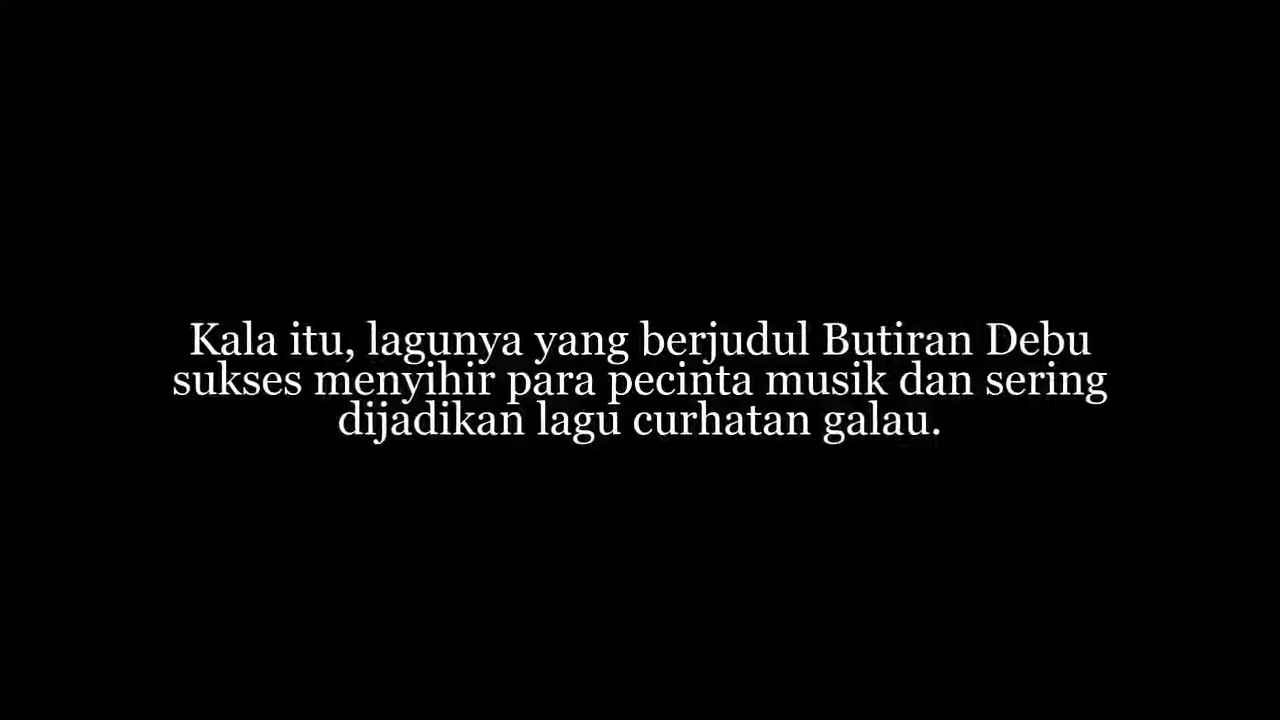 Kala itu, lagunya yang berjudul Butiran Debu
sukses menyihir para pecinta musik dan sering
dijadikan lagu curhatan galau.